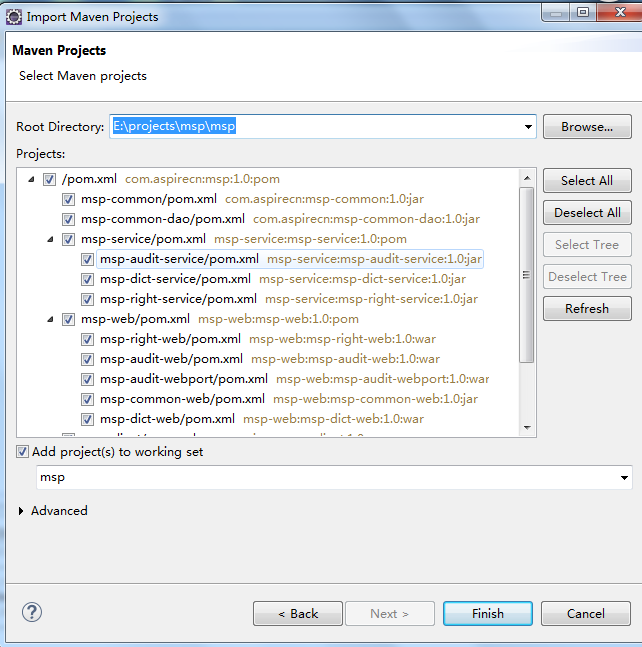 Import Maven Projects
Maven Projects
Select Maven projects
Root Directory: E:\projects\msp\msp Browse...
Projects:
/pom.xml com.aspirecn:msp:1.0:pom
msp-common/pom.xml com.aspirecn:msp-common:1.0:jar
msp-common-dao/pom.xml com.aspirecn:msp-common-dao:1.0:jar
msp-service/pom.xml msp-service:msp-service:1.0:pom
msp-audit-service/pom.xml msp-service:msp-audit-service:1.0:jar
msp-dict-service/pom.xml msp-service:msp-dict-service:1.0:jar
msp-right-service/pom.xml msp-service:msp-right-service:1.0:jar
msp-web/pom.xml msp-web:msp-web:1.0:pom
msp-right-web/pom.xml msp-web:msp-right-web:1.0:war
msp-audit-web/pom.xml msp-web:msp-audit-web:1.0:war
msp-audit-webport/pom.xml msp-web:msp-audit-webport:1.0:war
msp-common-web/pom.xml msp-web:msp-common-web:1.0:jar
msp-dict-web/pom.xml msp-web:msp-dict-web:1.0:war
Select All
Deselect All
Select Tree
Deselect Tree
Refresh
Add project(s) to working set
msp
Advanced
< Back Next > Finish Cancel